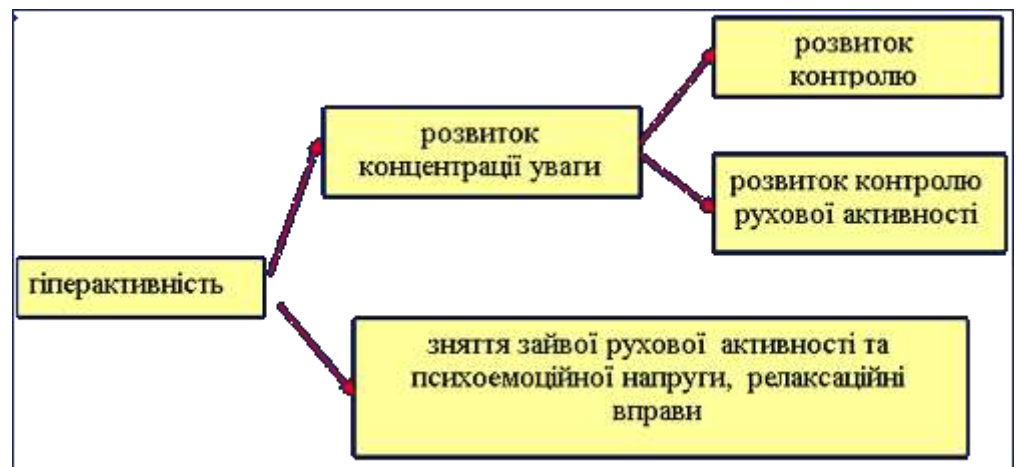 розвиток
контролю
розвиток
концентрації уваги
розвиток контролю
рухової активності
гіперактивність
зняття зайвої рухової активності та
психоемоційної напруги, релаксаційні
вправи